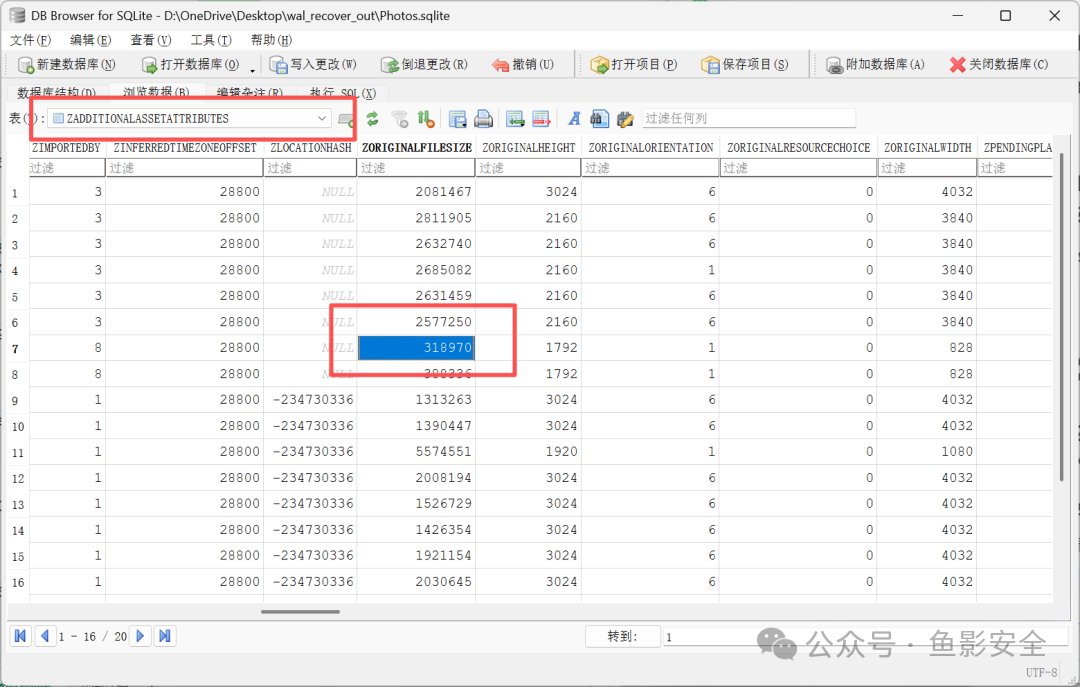 DB Browser for SQLite - D:\OneDrive\Desktop\wal_recover_out\Photos.sqlite
文件(F) 编辑(E) 查看(V) 工具(T) 帮助(H)
新建数据库(N) 打开数据库(O) 写入更改(W) 倒退更改(R) 撤销(U) 打开项目(P) 保存项目(S) 附加数据库(A) 关闭数据库(C)
数据库结构(D) 浏览数据(B) 编辑杂注(R) 执行 SQL(X)
表(T): ZADDITIONALASSETATTRIBUTES 过滤任何列
ZIMPORTEDBY ZINFERREDTIMEZONEOFFSET ZLOCATIONHASH ZORIGINALFILESIZE ZORIGINALHEIGHT ZORIGINALORIENTATION ZORIGINALRESOURCECHOICE ZORIGINALWIDTH ZPENDINGPLA
过滤 过滤 过滤 过滤 过滤 过滤 过滤 过滤 过滤
1 3 28800 NULL 2081467 3024 6 0 4032
2 3 28800 NULL 2811905 2160 6 0 3840
3 3 28800 NULL 2632740 2160 6 0 3840
4 3 28800 NULL 2685082 2160 1 0 3840
5 3 28800 NULL 2631459 2160 6 0 3840
6 3 28800 NULL 2577250 2160 6 0 3840
7 8 28800 NULL 318970 1792 1 0 828
8 8 28800 NULL 1792 1 0 828
9 1 28800 -234730336 1313263 3024 6 0 4032
10 1 28800 -234730336 1390447 3024 6 0 4032
11 1 28800 -234730336 5574551 1920 1 0 1080
12 1 28800 -234730336 2008194 3024 6 0 4032
13 1 28800 -234730336 1526729 3024 6 0 4032
14 1 28800 -234730336 1426354 3024 6 0 4032
15 1 28800 -234730336 1921154 3024 6 0 4032
16 1 28800 -234730336 2030645 3024 6 0 4032
1 - 16 / 20 转到: 1
公众号 · 鱼影安全
UTF-8